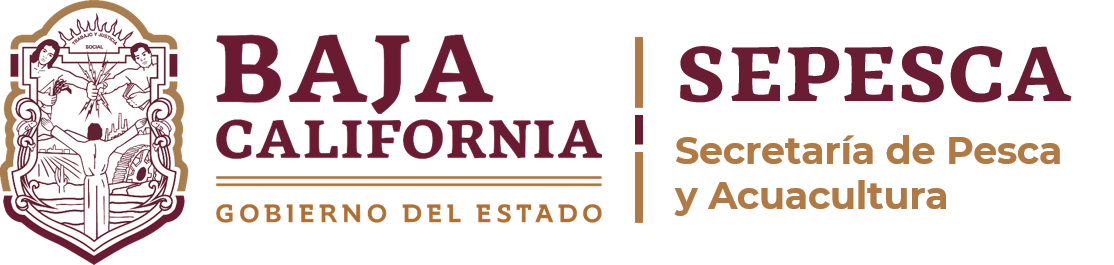 TRABAJO Y JUSTICIA
SOCIAL
BAJA
CALIFORNIA
GOBIERNO DEL ESTADO
SEPESCA
Secretaría de Pesca
y Acuacultura